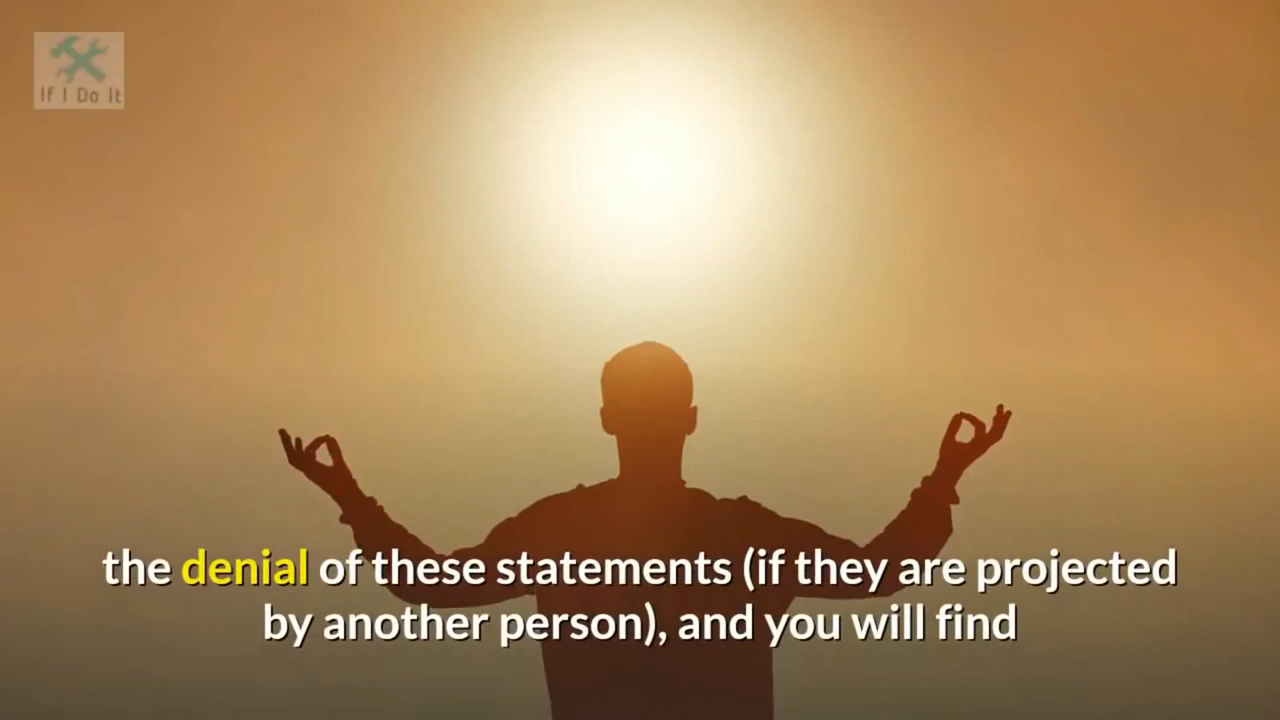 If I Do It
the denial of these statements (if they are projected
by another person), and you will find